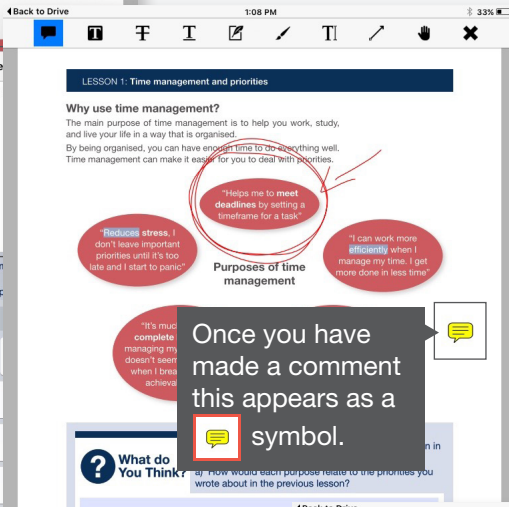 Back to Drive
1:08 PM
33%
T T T TI
LESSON 1: Time management and priorities
Why use time management?
The main purpose of time management is to help you work, study,
and live your life in a way that is organised.
By being organised, you can have enough time to do everything well.
Time management can make it easier for you to deal with priorities.
"Helps me to meet
deadlines by setting a
timeframe for a task"
"Reduces stress, I
don't leave important
priorities until it's too
late and I start to panic"
"I can work more
efficiently when I
manage my time. I get
more done in less time"
Purposes of time
management
"It's much
complete
managing my
doesn't seem
when I
Once you have
made a comment
this appears as a
symbol.
?
What do
You Think?
in
a) How would each purpose relate to the priorities you
wrote about in the previous lesson?
Back to Drive